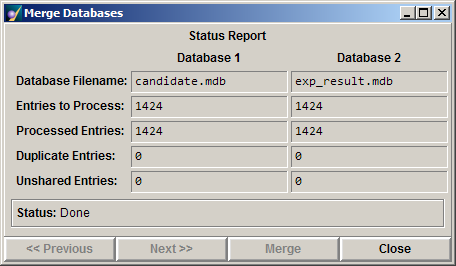 Merge Databases
Status Report
Database 1 Database 2
Database Filename: candidate.mdb exp_result.mdb
Entries to Process: 1424 1424
Processed Entries: 1424 1424
Duplicate Entries: 0 0
Unshared Entries: 0 0
Status: Done
<< Previous Next >> Merge Close